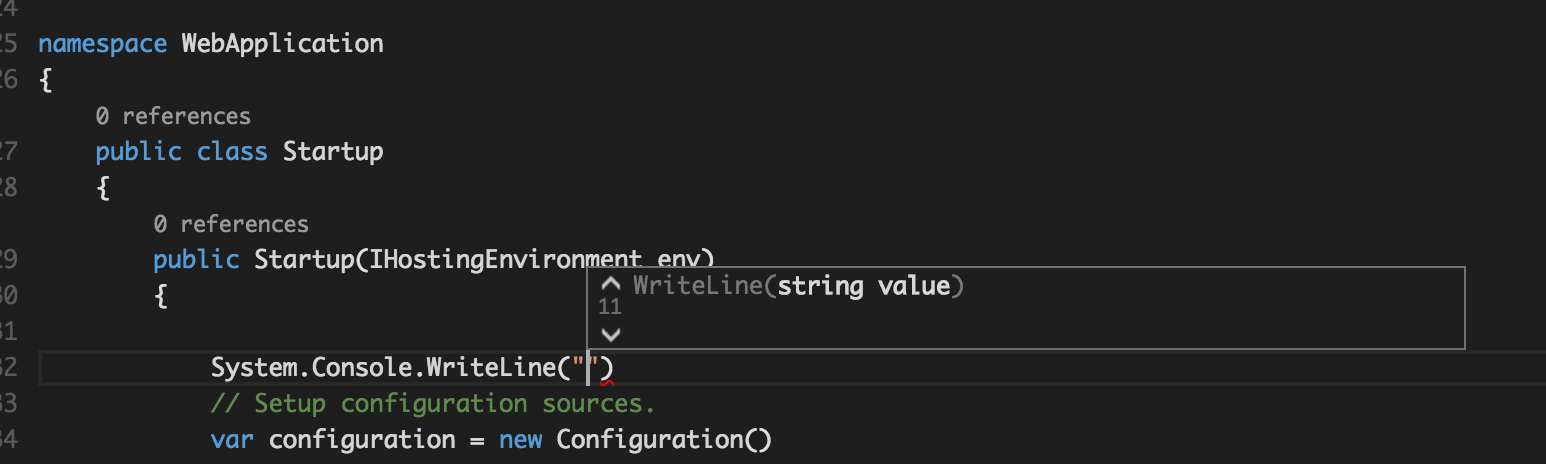 24
25 namespace WebApplication
26 {
0 references
27 public class Startup
28 {
0 references
29 public Startup(IHostingEnvironment env)
30 {
WriteLine(string value)
11
31
32 System.Console.WriteLine("")
33 // Setup configuration sources.
34 var configuration = new Configuration()